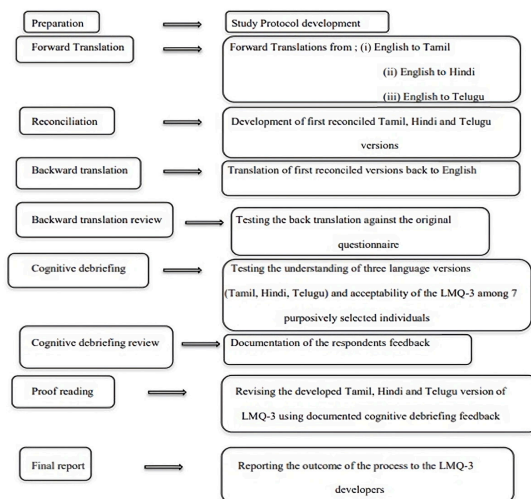 Preparation
Study Protocol development
Forward Translation
Forward Translations from ; (i) English to Tamil
(ii) English to Hindi
(iii) English to Telugu
Reconciliation
Development of first reconciled Tamil, Hindi and Telugu
versions
Backward translation
Translation of first reconciled versions back to English
Backward translation review
Testing the back translation against the original
questionnaire
Cognitive debriefing
Testing the understanding of three language versions
(Tamil, Hindi, Telugu) and acceptability of the LMQ-3 among 7
purposively selected individuals
Cognitive debriefing review
Documentation of the respondents feedback
Proof reading
Revising the developed Tamil, Hindi and Telugu version of
LMQ-3 using documented cognitive debriefing feedback
Final report
Reporting the outcome of the process to the LMQ-3
developers